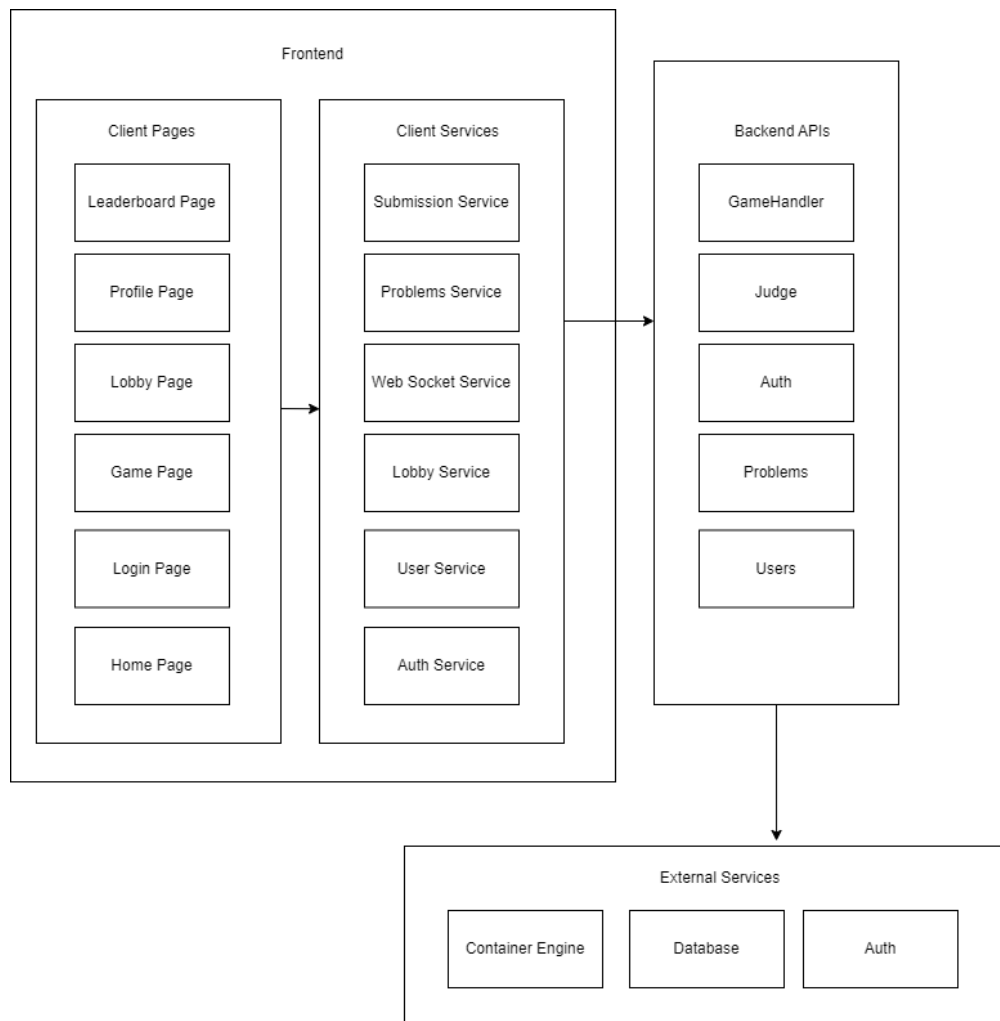 Frontend
Client Pages
Leaderboard Page
Profile Page
Lobby Page
Game Page
Login Page
Home Page
Client Services
Submission Service
Problems Service
Web Socket Service
Lobby Service
User Service
Auth Service
Backend APIs
GameHandler
Judge
Auth
Problems
Users
External Services
Container Engine
Database
Auth